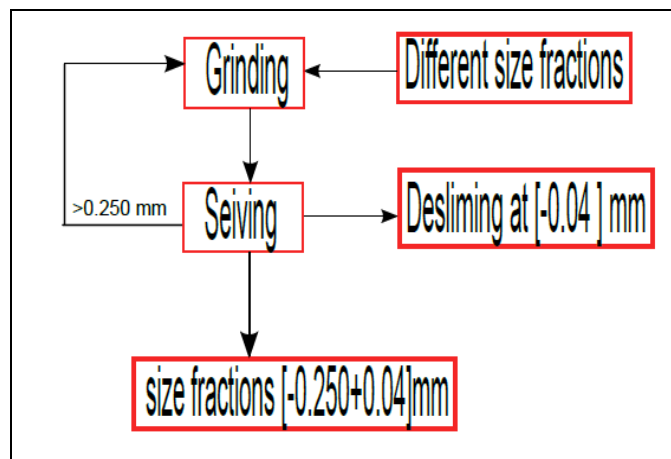 Grinding
Different size fractions
>0.250 mm
Seiving
Desliming at [-0.04 ] mm
size fractions [-0.250+0.04]mm